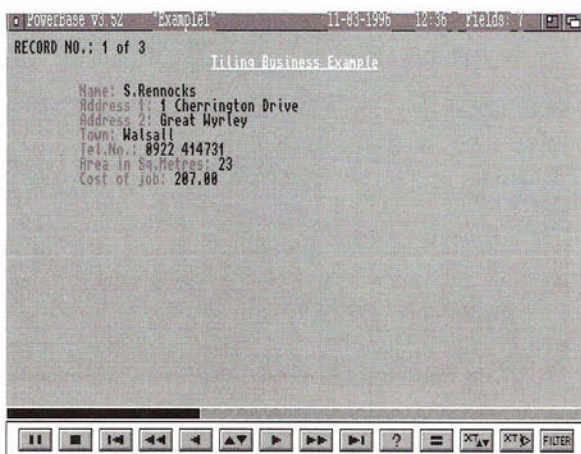 PowerBase v3.52 "Example1" 11-03-1996 12:36 Fields: 7
RECORD NO.: 1 of 3
Tiling Business Example
Name: S.Rennocks
Address 1: 1 Cherrington Drive
Address 2: Great Wyrley
Town: Walsall
Tel.No.: 0922 414731
Area in Sq.Metres: 23
Cost of job: 207.00
? = XT XT FILTER